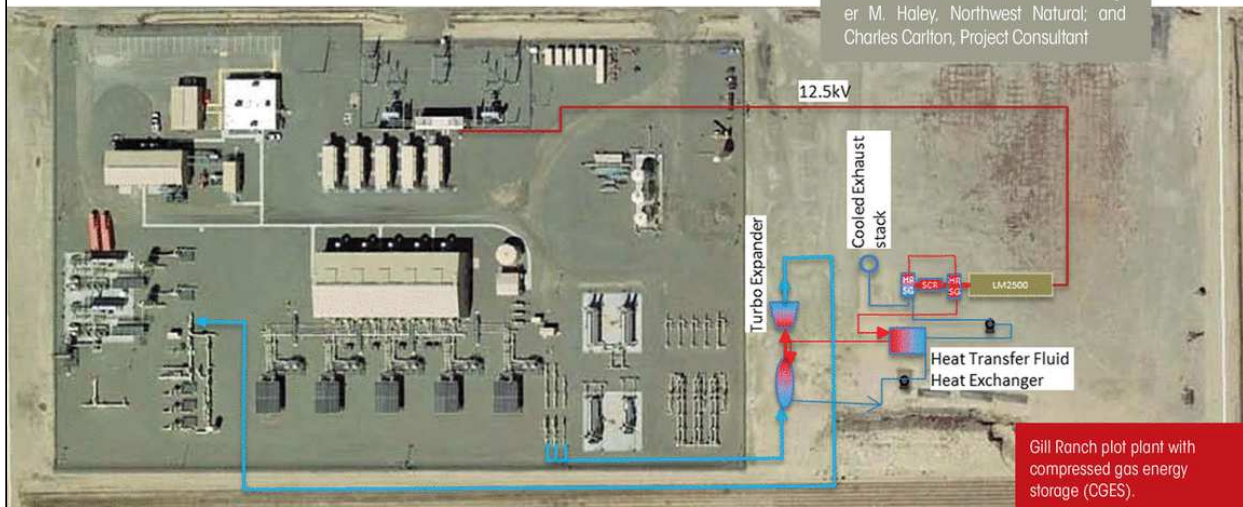 er M. Haley, Northwest Natural; and
Charles Carlton, Project Consultant
12.5kV
Cooled Exhaust
stack
Turbo Expander
HR
SG
SCR
HR
SG
LM2500
Heat Transfer Fluid
Heat Exchanger
Gill Ranch plot plant with
compressed gas energy
storage (CGES).